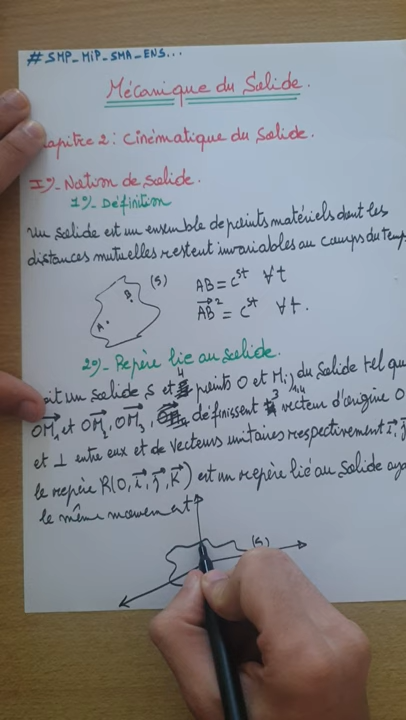 # SMP_MIP_SMA_ENS...
Mécanique du Solide.
hapitre 2 : Cinématique du Solide.
I°)- Notion de solide.
1°)- Définition
Un solide est un ensemble de points matériels dont les
distances mutuelles restent invariables au cours du temp
(S)
B
A
AB = Cst ∀t
AB² = Cst ∀t.
2°)- Repère lié au solide.
oit un solide S et 4 points O et Mi) du solide tel qu
OM1 et OM2, OM3, définissent 3 vecteur d'origine O
et ⊥ entre eux et de vecteurs unitaires respectivement i, j
le repère R(O, i, j, k) est un repère lié au Solide ay
le même mouvement
(S)